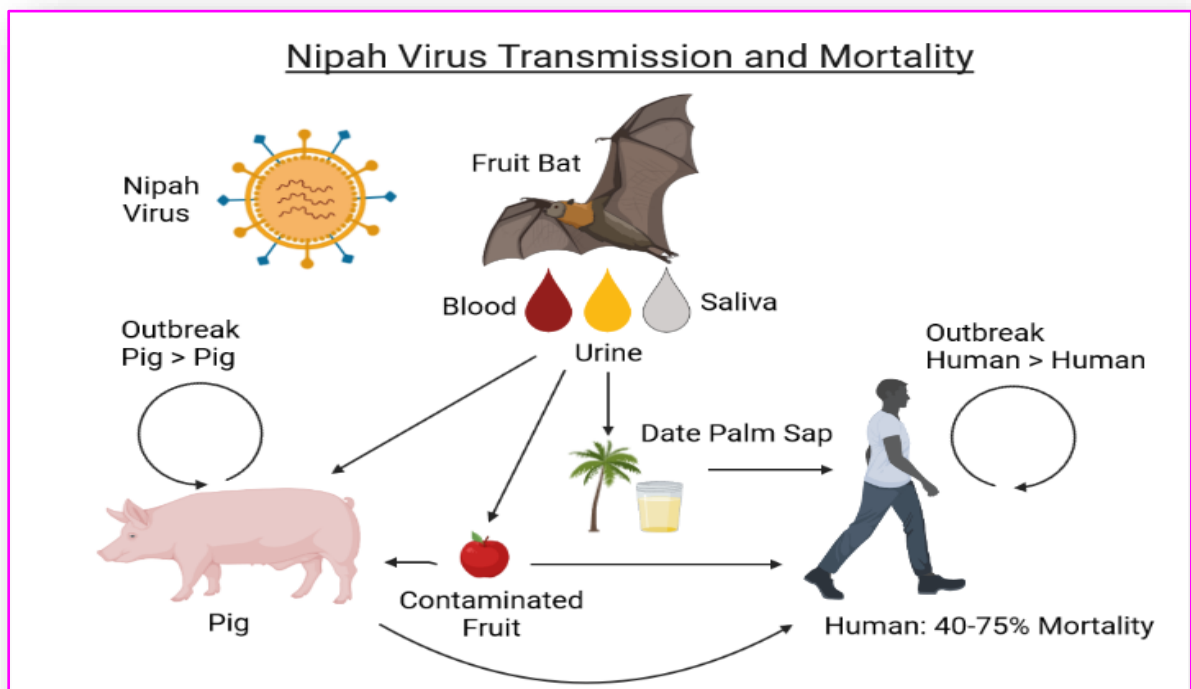 Nipah Virus Transmission and Mortality
Fruit Bat
Nipah
Virus
Blood
Saliva
Urine
Outbreak
Pig > Pig
Outbreak
Human > Human
Date Palm Sap
Contaminated
Fruit
Pig
Human: 40-75% Mortality